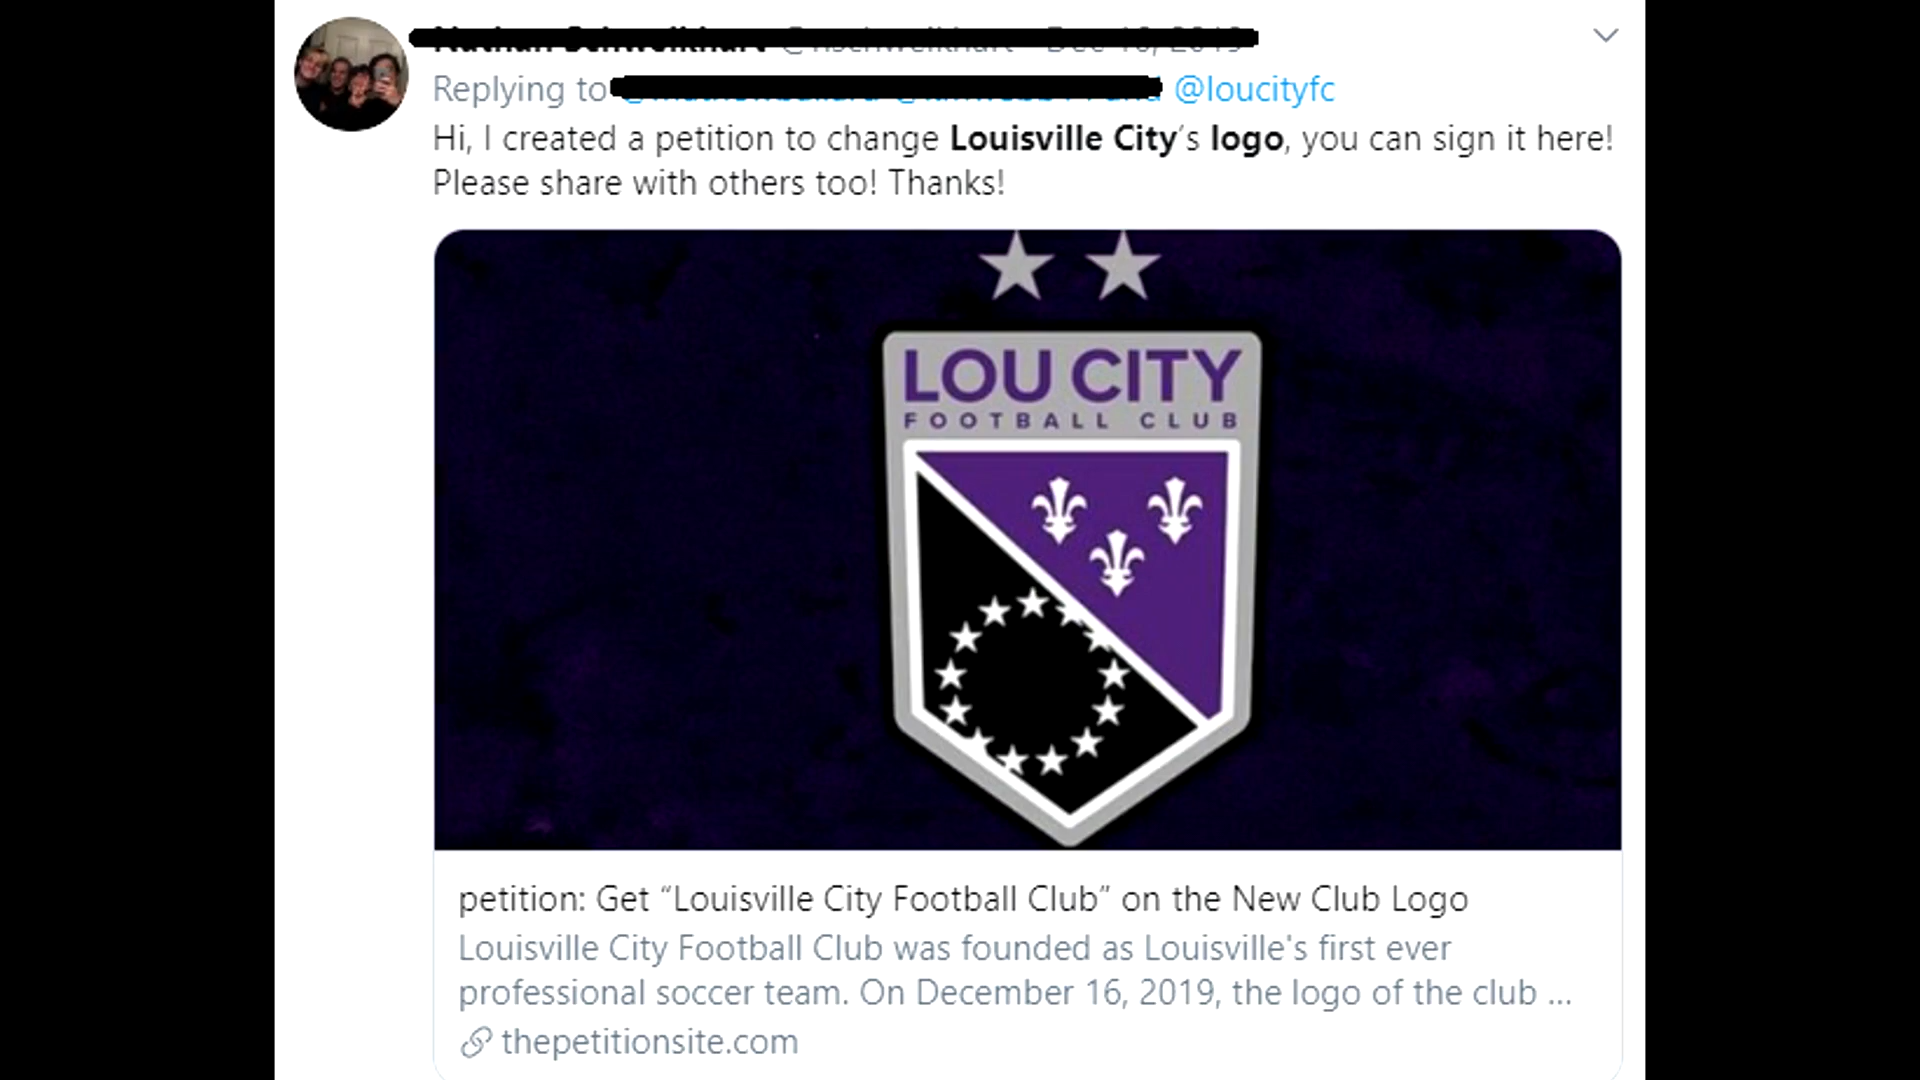 Replying to @loucityfc
Hi, I created a petition to change Louisville City's logo, you can sign it here!
Please share with others too! Thanks!
LOU CITY
FOOTBALL CLUB
petition: Get “Louisville City Football Club” on the New Club Logo
Louisville City Football Club was founded as Louisville's first ever
professional soccer team. On December 16, 2019, the logo of the club ...
thepetitionsite.com